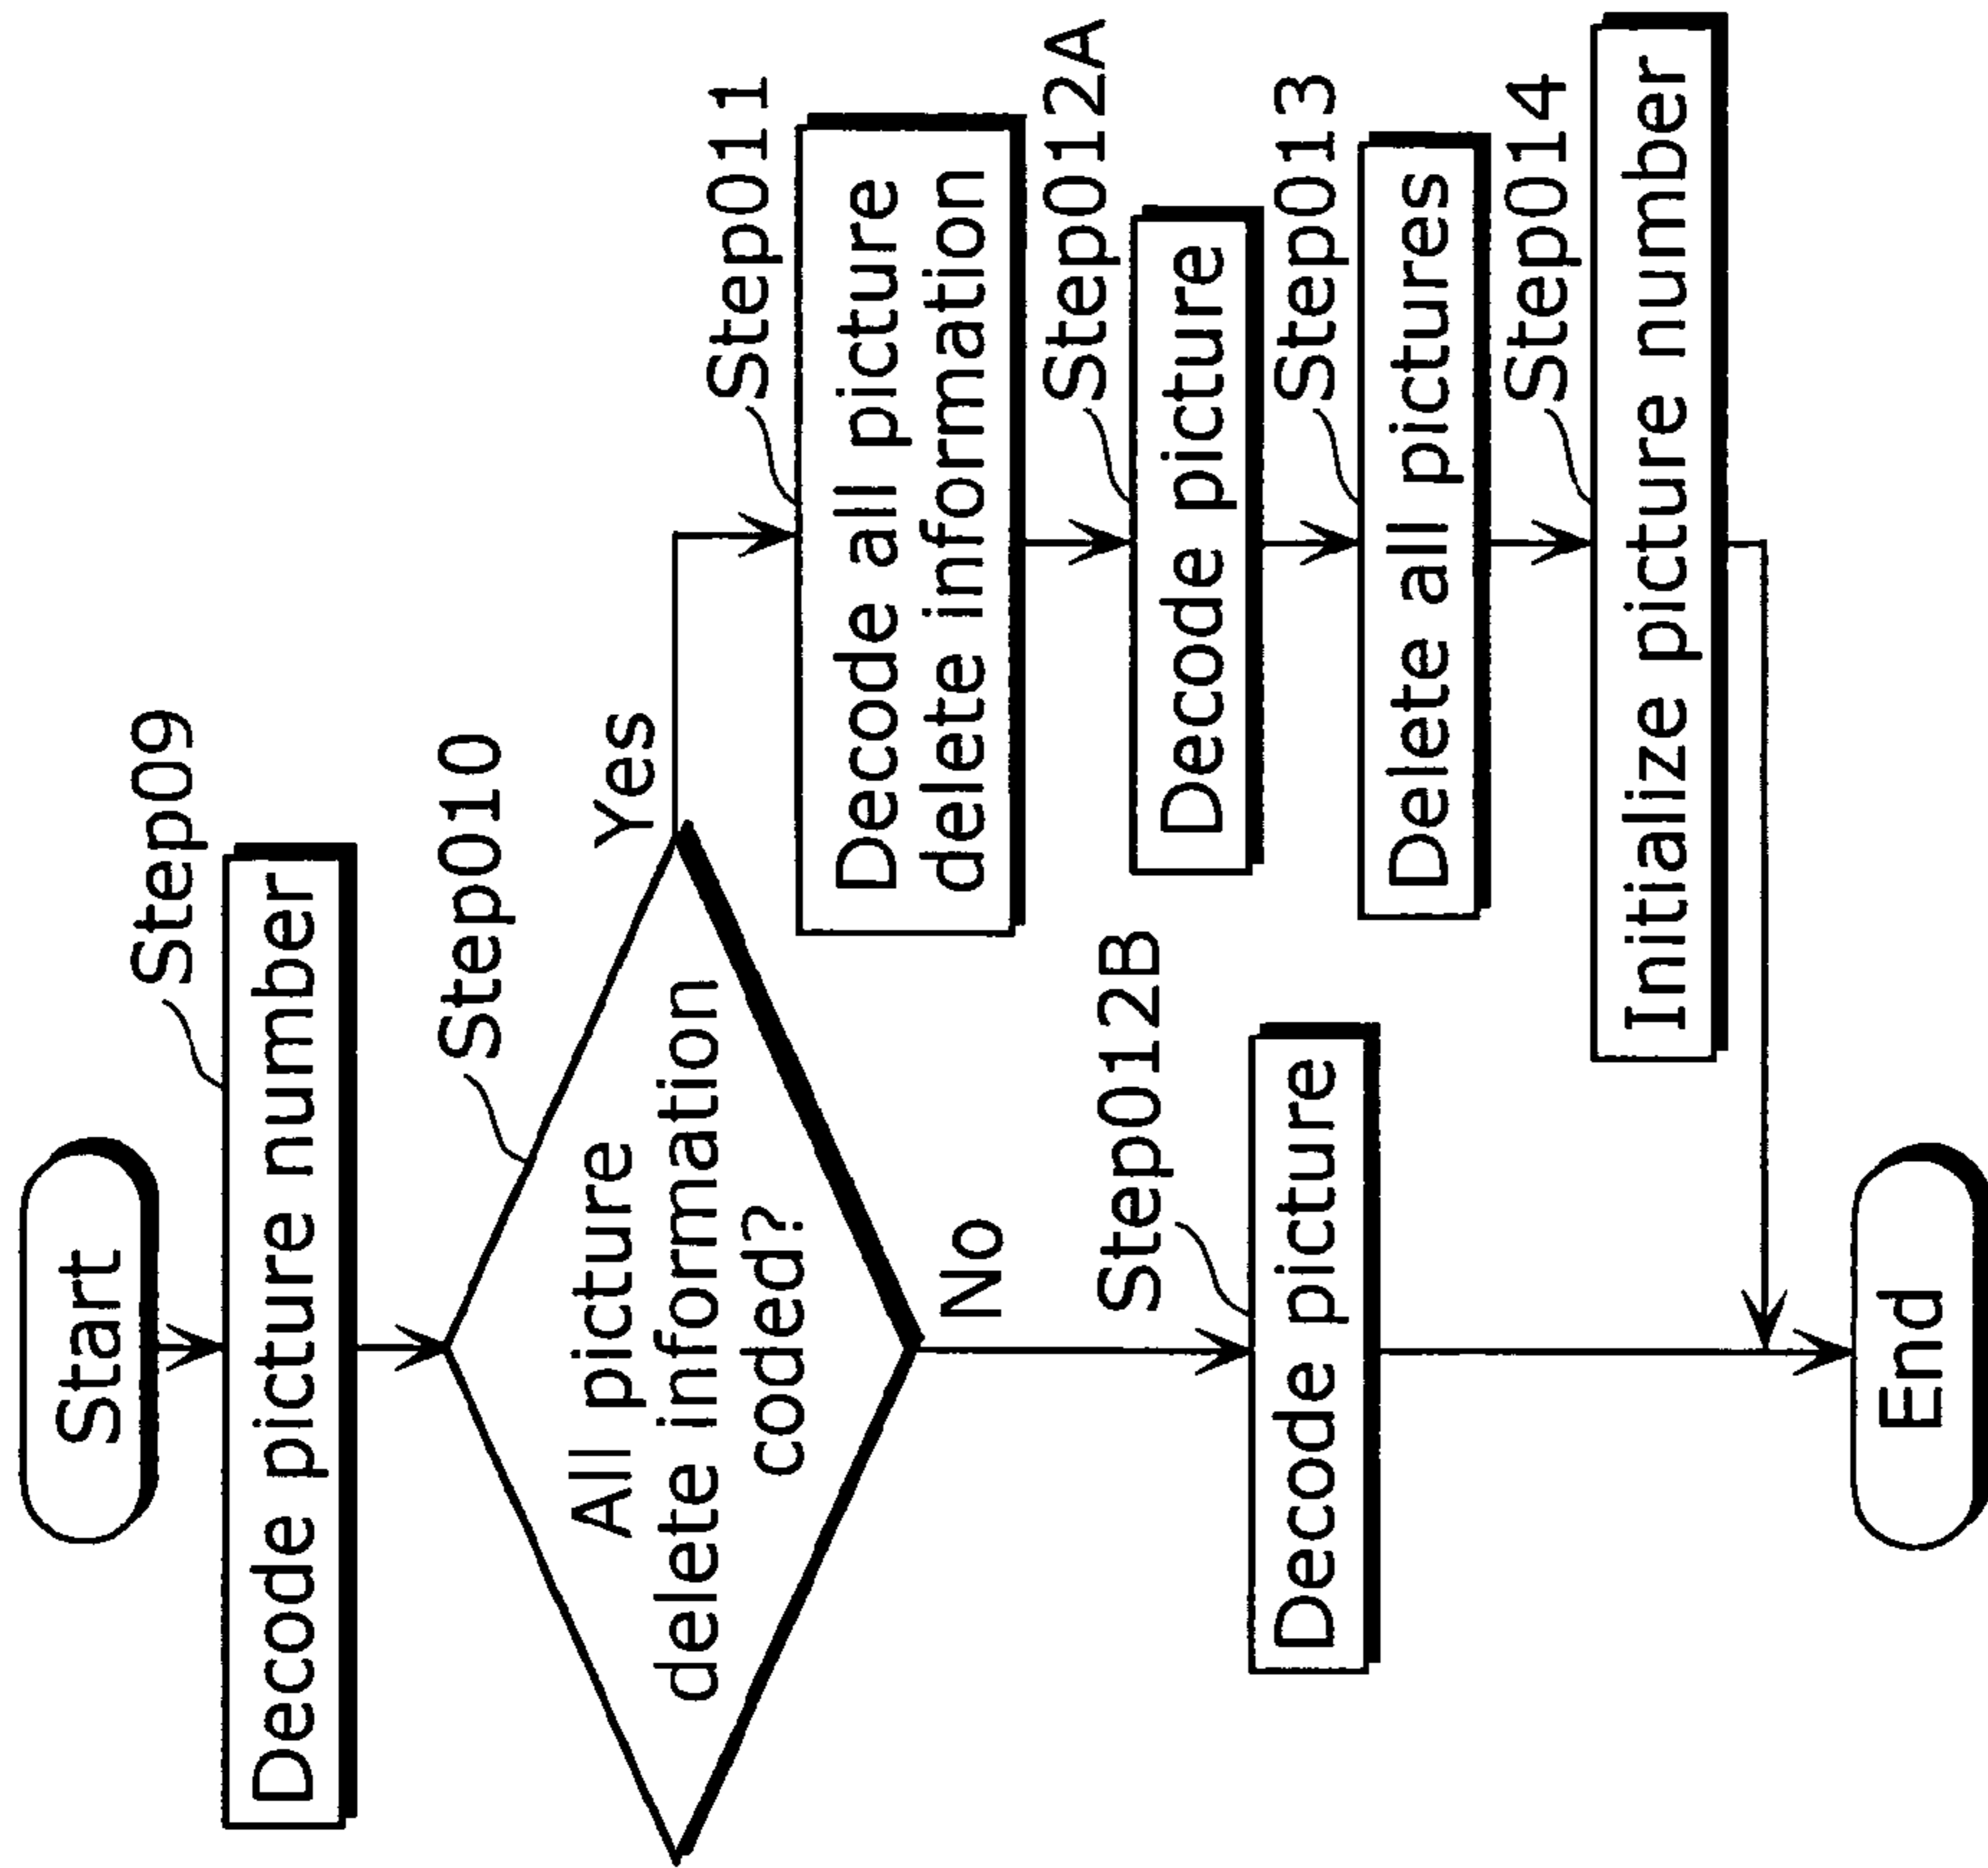 Start
Step09
Decode picture number
Step010
All picture
delete information
coded?
Yes
Step011
Decode all picture
delete information
Step012A
Decode picture
Step013
Delete all pictures
Step014
Initialize picture number
No
Step012B
Decode picture
End